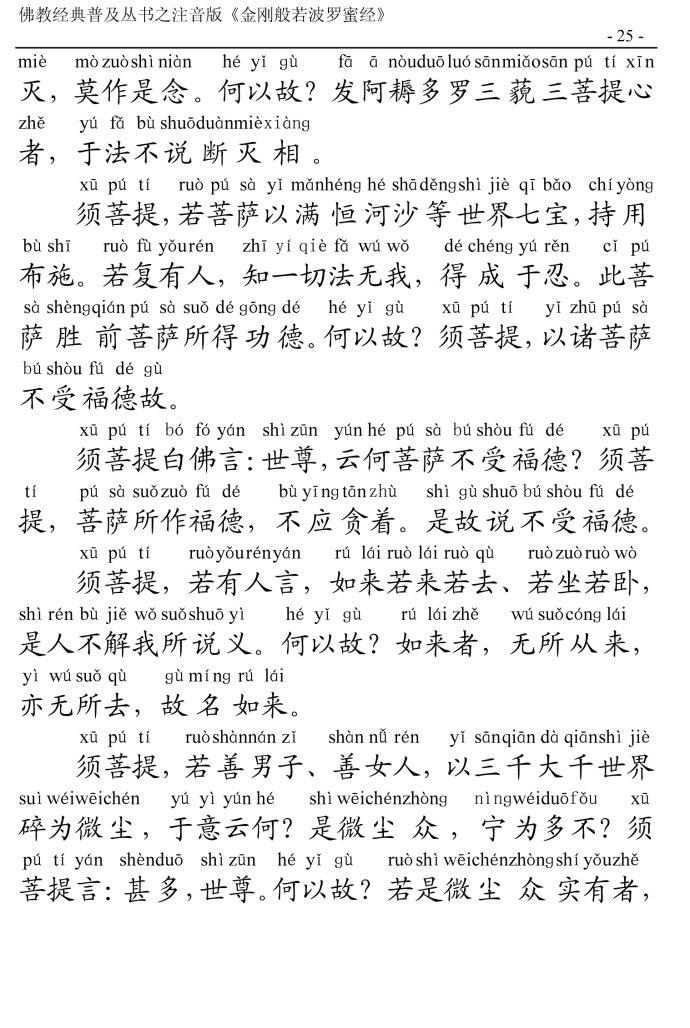 佛教经典普及丛书之注音版《金刚般若波罗蜜经》
- 25 -
miè mò zuò shì niàn hé yǐ gù fā ā nòu duō luó sān miǎo sān pú tí xīn
灭，莫作是念。何以故？发阿耨多罗三藐三菩提心
zhě yú fǎ bù shuō duàn miè xiàng
者，于法不说断灭相。
xū pú tí ruò pú sà yǐ mǎn héng hé shā děng shì jiè qī bǎo chí yòng
须菩提，若菩萨以满恒河沙等世界七宝，持用
bù shī ruò fù yǒu rén zhī yí qiè fǎ wú wǒ dé chéng yú rěn cǐ pú
布施。若复有人，知一切法无我，得成于忍。此菩
sà shèng qián pú sà suǒ dé gōng dé hé yǐ gù xū pú tí yǐ zhū pú sà
萨胜前菩萨所得功德。何以故？须菩提，以诸菩萨
bú shòu fú dé gù
不受福德故。
xū pú tí bó fó yán shì zūn yún hé pú sà bú shòu fú dé xū pú
须菩提白佛言：世尊，云何菩萨不受福德？须菩
tí pú sà suǒ zuò fú dé bù yīng tān zhù shì gù shuō bú shòu fú dé
提，菩萨所作福德，不应贪着。是故说不受福德。
xū pú tí ruò yǒu rén yán rú lái ruò lái ruò qù ruò zuò ruò wò
须菩提，若有人言，如来若来若去、若坐若卧，
shì rén bù jiě wǒ suǒ shuō yì hé yǐ gù rú lái zhě wú suǒ cóng lái
是人不解我所说义。何以故？如来者，无所从来，
yì wú suǒ qù gù míng rú lái
亦无所去，故名如来。
xū pú tí ruò shàn nán zǐ shàn nǚ rén yǐ sān qiān dà qiān shì jiè
须菩提，若善男子、善女人，以三千大千世界
suì wéi wēi chén yú yì yún hé shì wēi chén zhòng nìng wéi duō fǒu xū
碎为微尘，于意云何？是微尘众，宁为多不？须
pú tí yán shèn duō shì zūn hé yǐ gù ruò shì wēi chén zhòng shí yǒu zhě
菩提言：甚多，世尊。何以故？若是微尘众实有者，